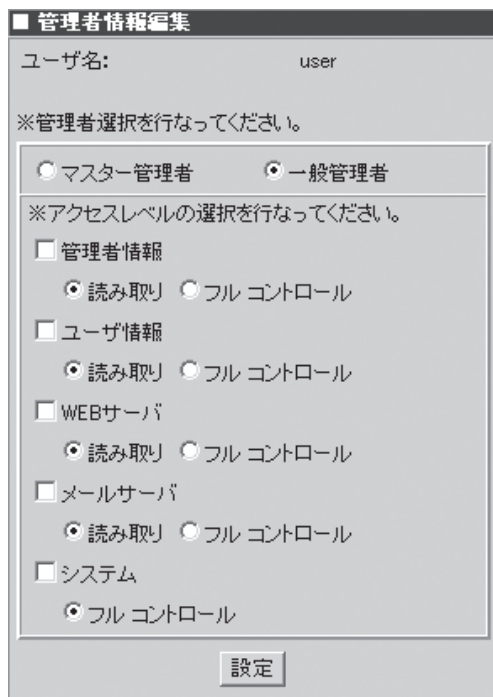 ■ 管理者情報編集
ユーザ名: user
※管理者選択を行なってください。
マスター管理者 一般管理者
※アクセスレベルの選択を行なってください。
管理者情報
読み取り フル コントロール
ユーザ情報
読み取り フル コントロール
WEBサーバ
読み取り フル コントロール
メールサーバ
読み取り フル コントロール
システム
フル コントロール
設定